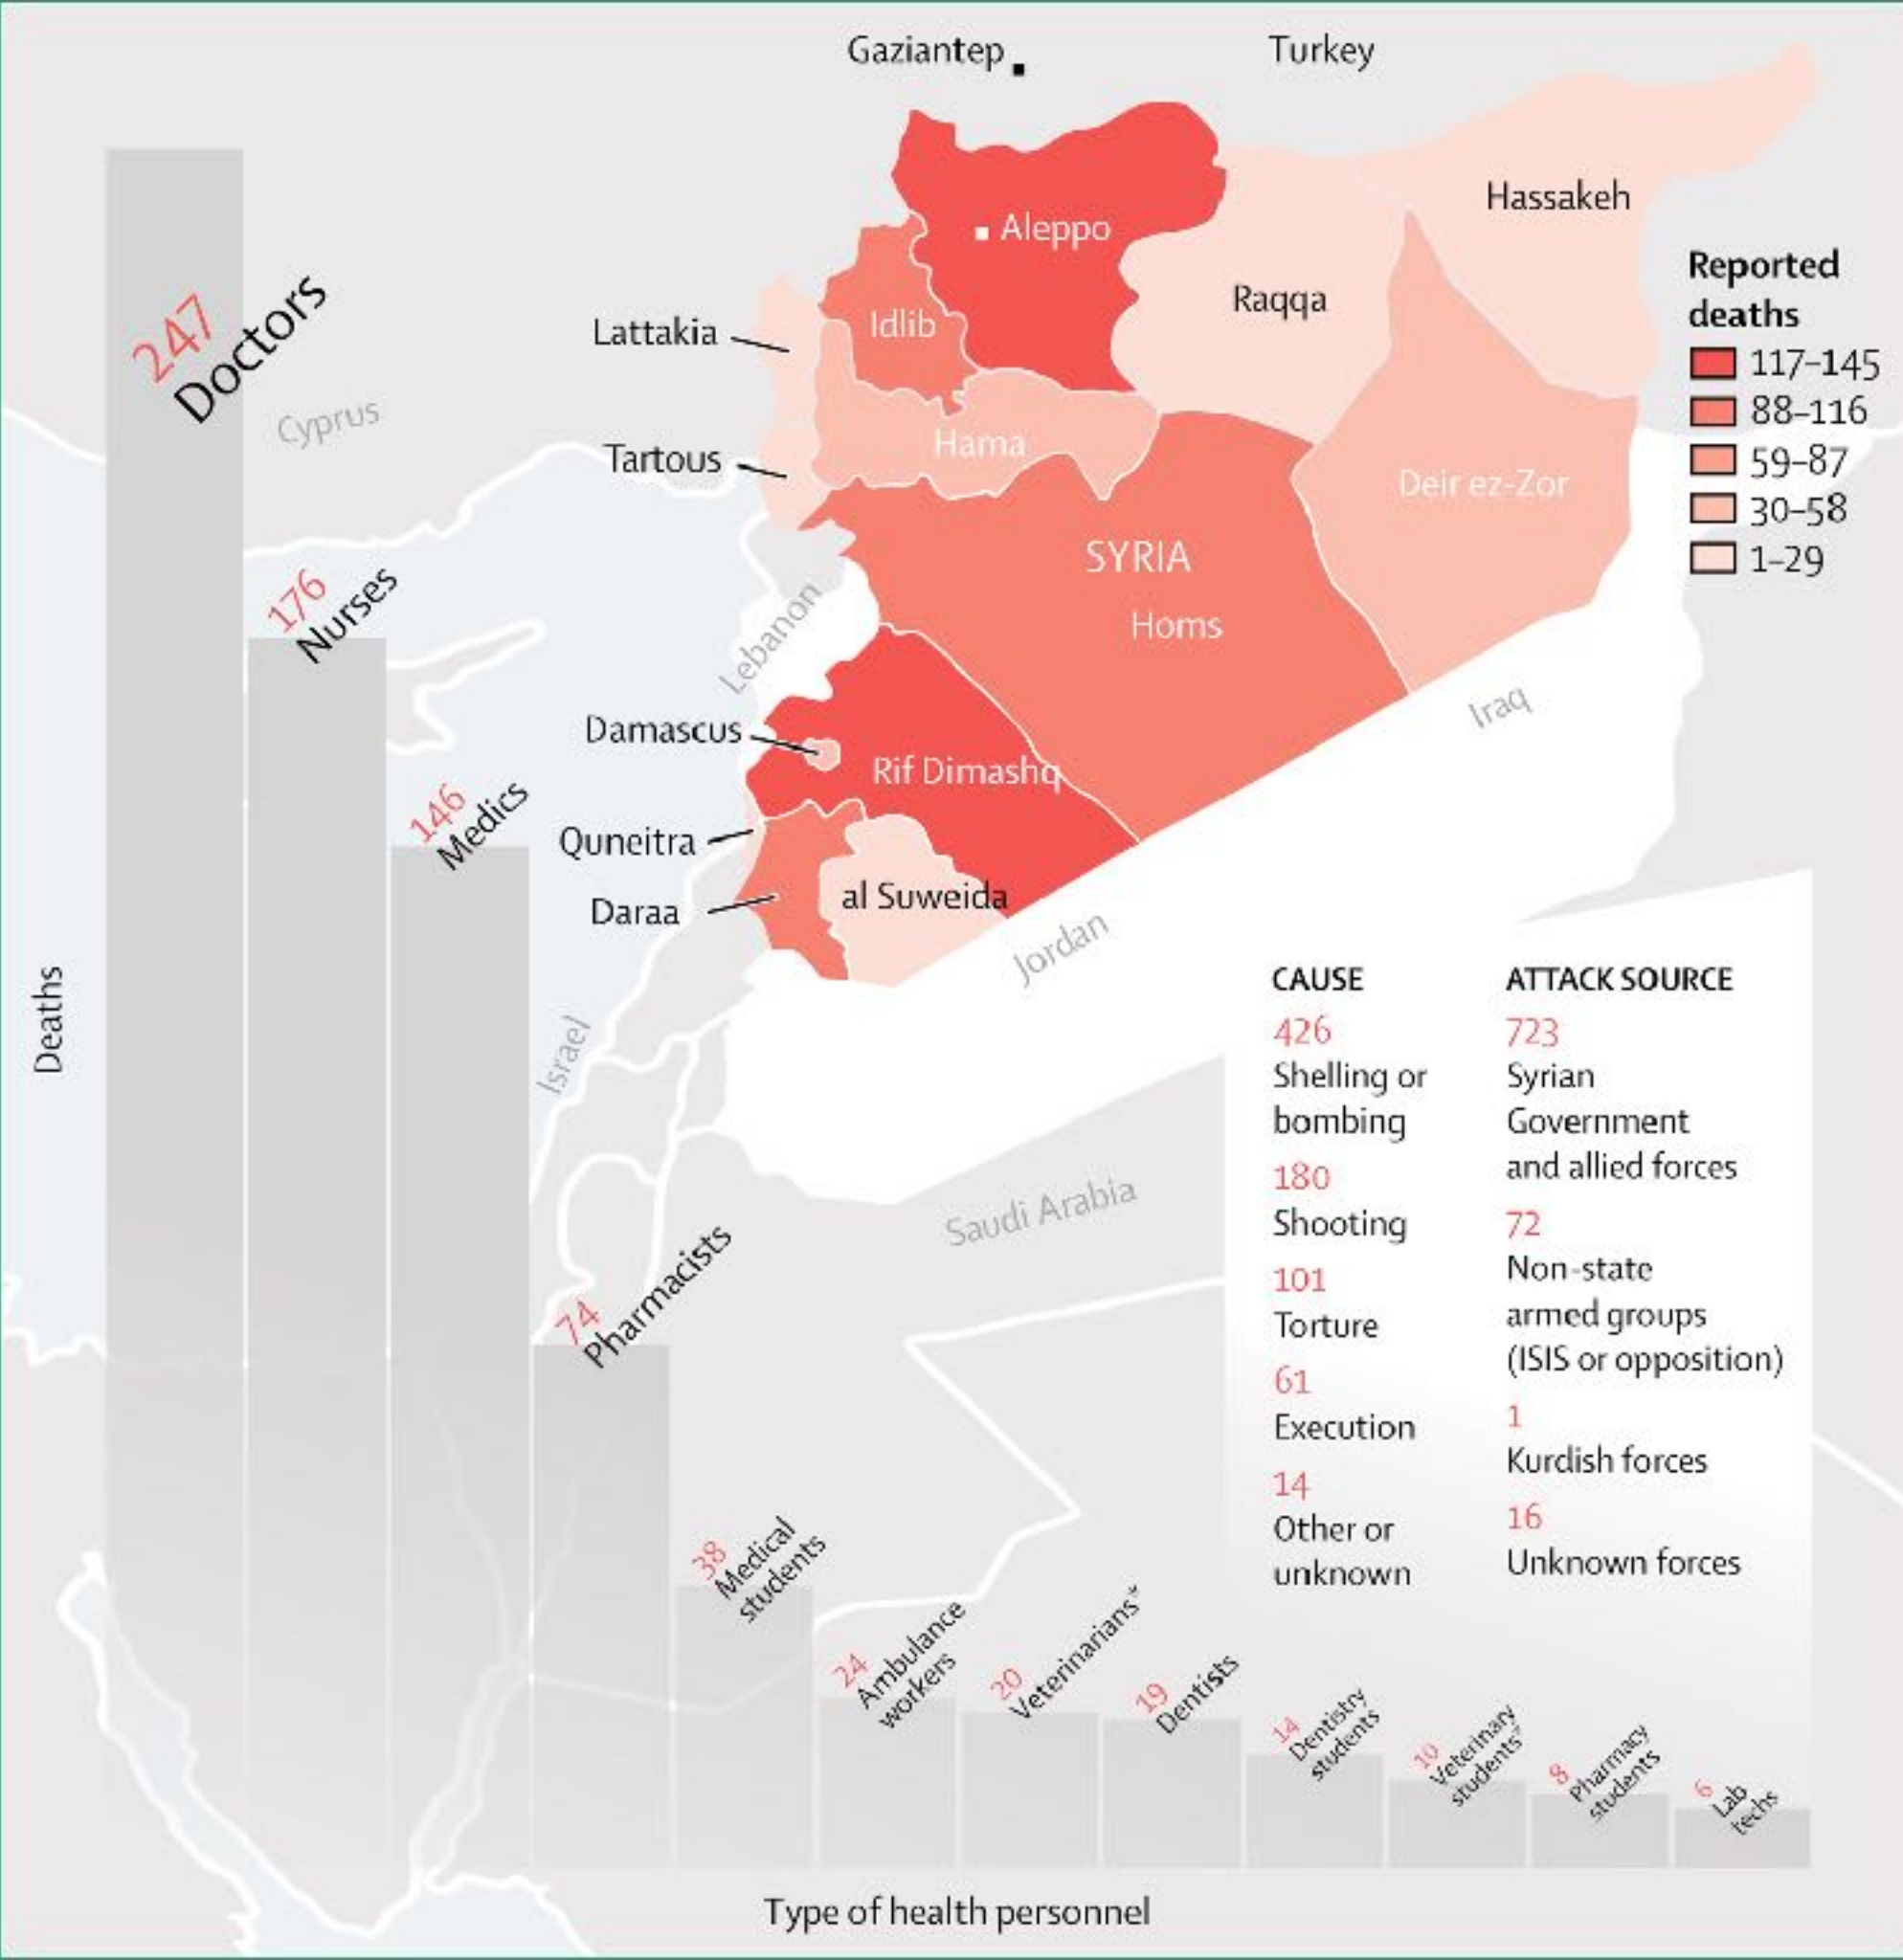 Gaziantep
Turkey
Aleppo
Hassakeh
Raqqa
Idlib
Lattakia
Tartous
Hama
Deir ez-Zor
SYRIA
Homs
Damascus
Rif Dimashq
Quneitra
Daraa
al Suweida
Cyprus
Lebanon
Israel
Iraq
Jordan
Saudi Arabia
Reported
deaths
117–145
88–116
59–87
30–58
1–29
CAUSE
426
Shelling or
bombing
180
Shooting
101
Torture
61
Execution
14
Other or
unknown
ATTACK SOURCE
723
Syrian
Government
and allied forces
72
Non-state
armed groups
(ISIS or opposition)
1
Kurdish forces
16
Unknown forces
Deaths
247
Doctors
176
Nurses
146
Medics
74
Pharmacists
38
Medical
students
24
Ambulance
workers
20
Veterinarians*
19
Dentists
14
Dentistry
students
10
Veterinary
students*
8
Pharmacy
students
6
Lab
techs
Type of health personnel